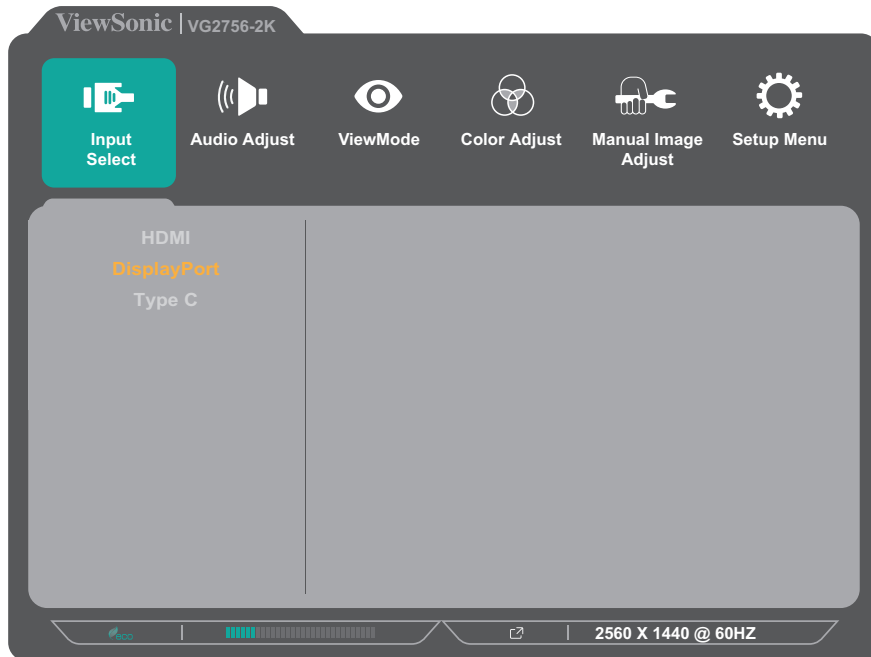 ViewSonic | VG2756-2K
Input
Select
Audio Adjust
ViewMode
Color Adjust
Manual Image
Adjust
Setup Menu
HDMI
DisplayPort
Type C
eco
2560 X 1440 @ 60HZ